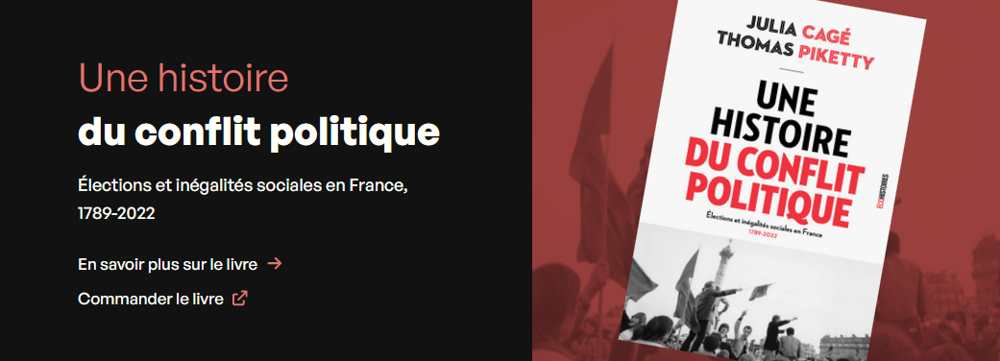 Une histoire
du conflit politique
Élections et inégalités sociales en France,
1789-2022
En savoir plus sur le livre
Commander le livre
JULIA CAGÉ
THOMAS PIKETTY
UNE
HISTOIRE
DU CONFLIT
POLITIQUE
Élections et inégalités sociales en France
1789-2022
ÉCOHISTOIRES